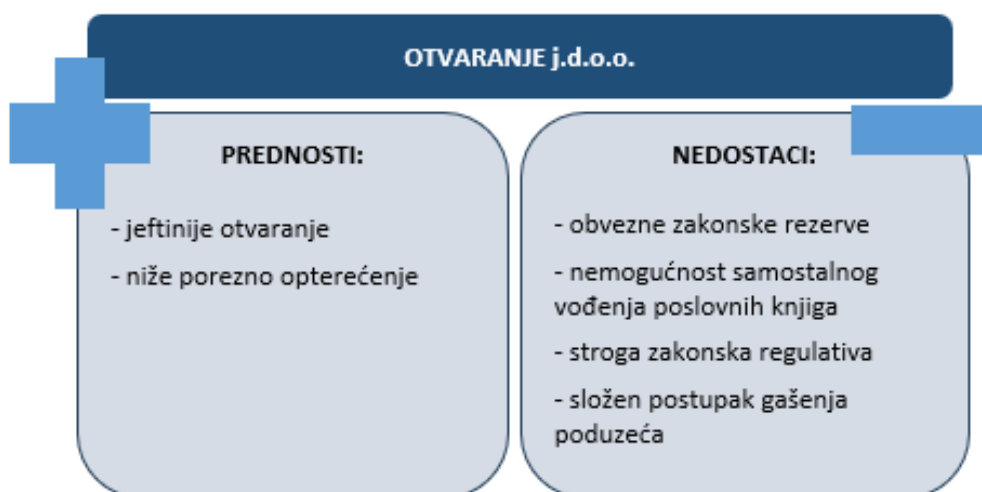 OTVARANJE j.d.o.o.
PREDNOSTI:
- jeftinije otvaranje
- niže porezno opterećenje
NEDOSTACI:
- obvezne zakonske rezerve
- nemogućnost samostalnog
vođenja poslovnih knjiga
- stroga zakonska regulativa
- složen postupak gašenja
poduzeća